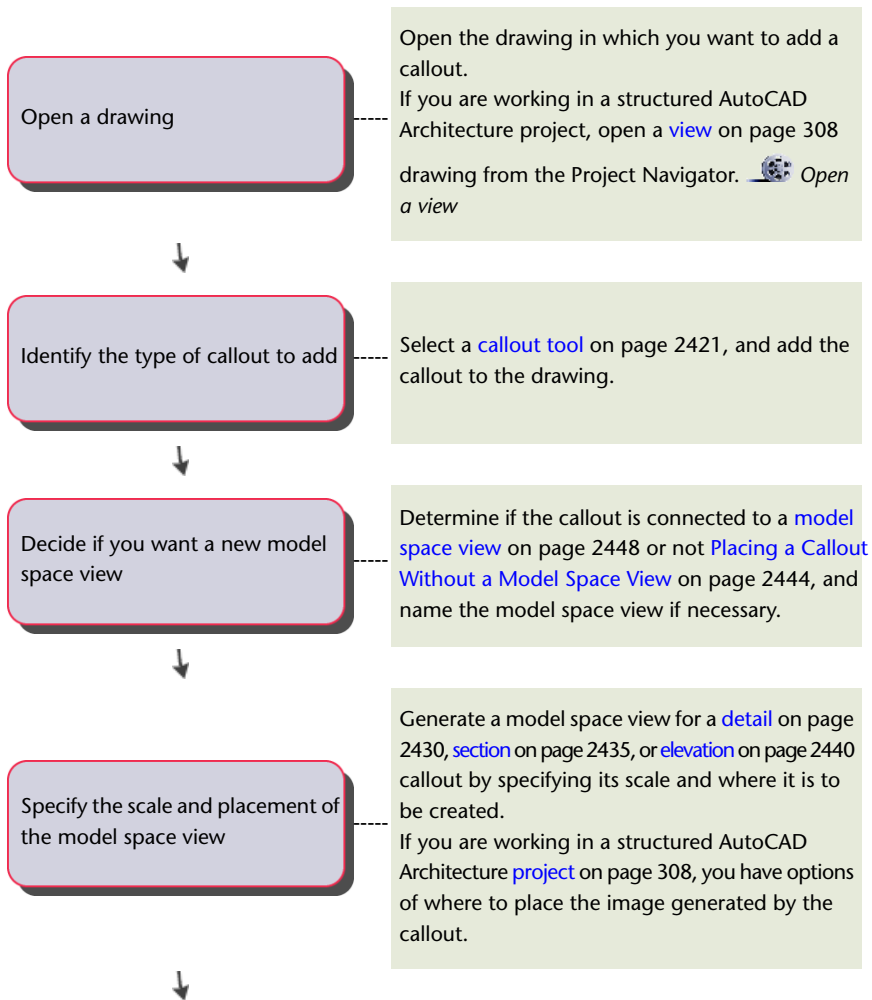 Open a drawing
Open the drawing in which you want to add a
callout.
If you are working in a structured AutoCAD
Architecture project, open a view on page 308
drawing from the Project Navigator. Open
a view
Identify the type of callout to add
Select a callout tool on page 2421, and add the
callout to the drawing.
Decide if you want a new model
space view
Determine if the callout is connected to a model
space view on page 2448 or not Placing a Callout
Without a Model Space View on page 2444, and
name the model space view if necessary.
Specify the scale and placement of
the model space view
Generate a model space view for a detail on page
2430, section on page 2435, or elevation on page 2440
callout by specifying its scale and where it is to
be created.
If you are working in a structured AutoCAD
Architecture project on page 308, you have options
of where to place the image generated by the
callout.